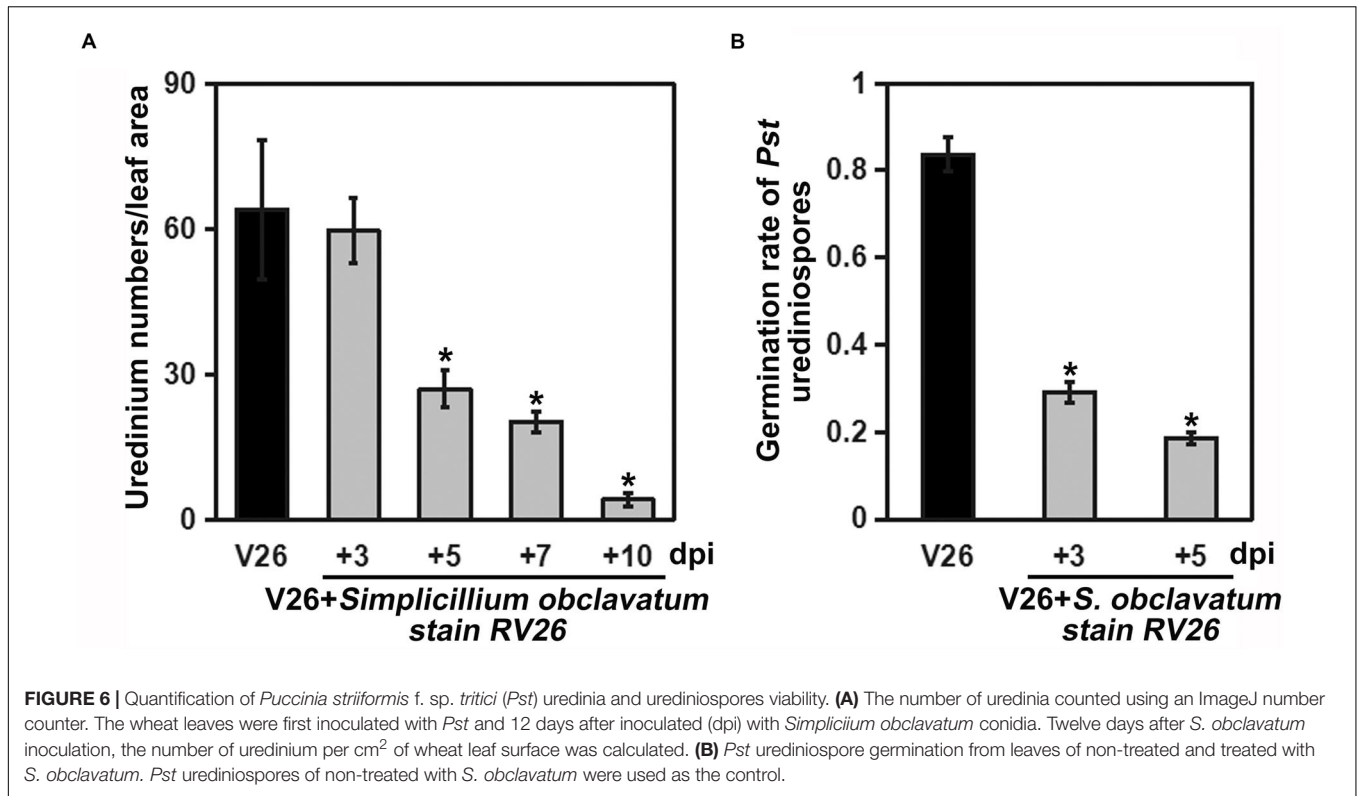 A
Uredinium numbers/leaf area
90
60
30
0
V26 +3 +5 +7 +10 dpi
V26+Simplicillium obclavatum
stain RV26
B
Germination rate of Pst
urediniospores
1
0.8
0.6
0.4
0.2
0
* * *
* *
V26 +3 +5 dpi
V26+S. obclavatum
stain RV26
FIGURE 6 | Quantification of Puccinia striiformis f. sp. tritici (Pst) uredinia and urediniospores viability. (A) The number of uredinia counted using an ImageJ number
counter. The wheat leaves were first inoculated with Pst and 12 days after inoculated (dpi) with Simpliciium obclavatum conidia. Twelve days after S. obclavatum
inoculation, the number of uredinium per cm² of wheat leaf surface was calculated. (B) Pst urediniospore germination from leaves of non-treated and treated with
S. obclavatum. Pst urediniospores of non-treated with S. obclavatum were used as the control.